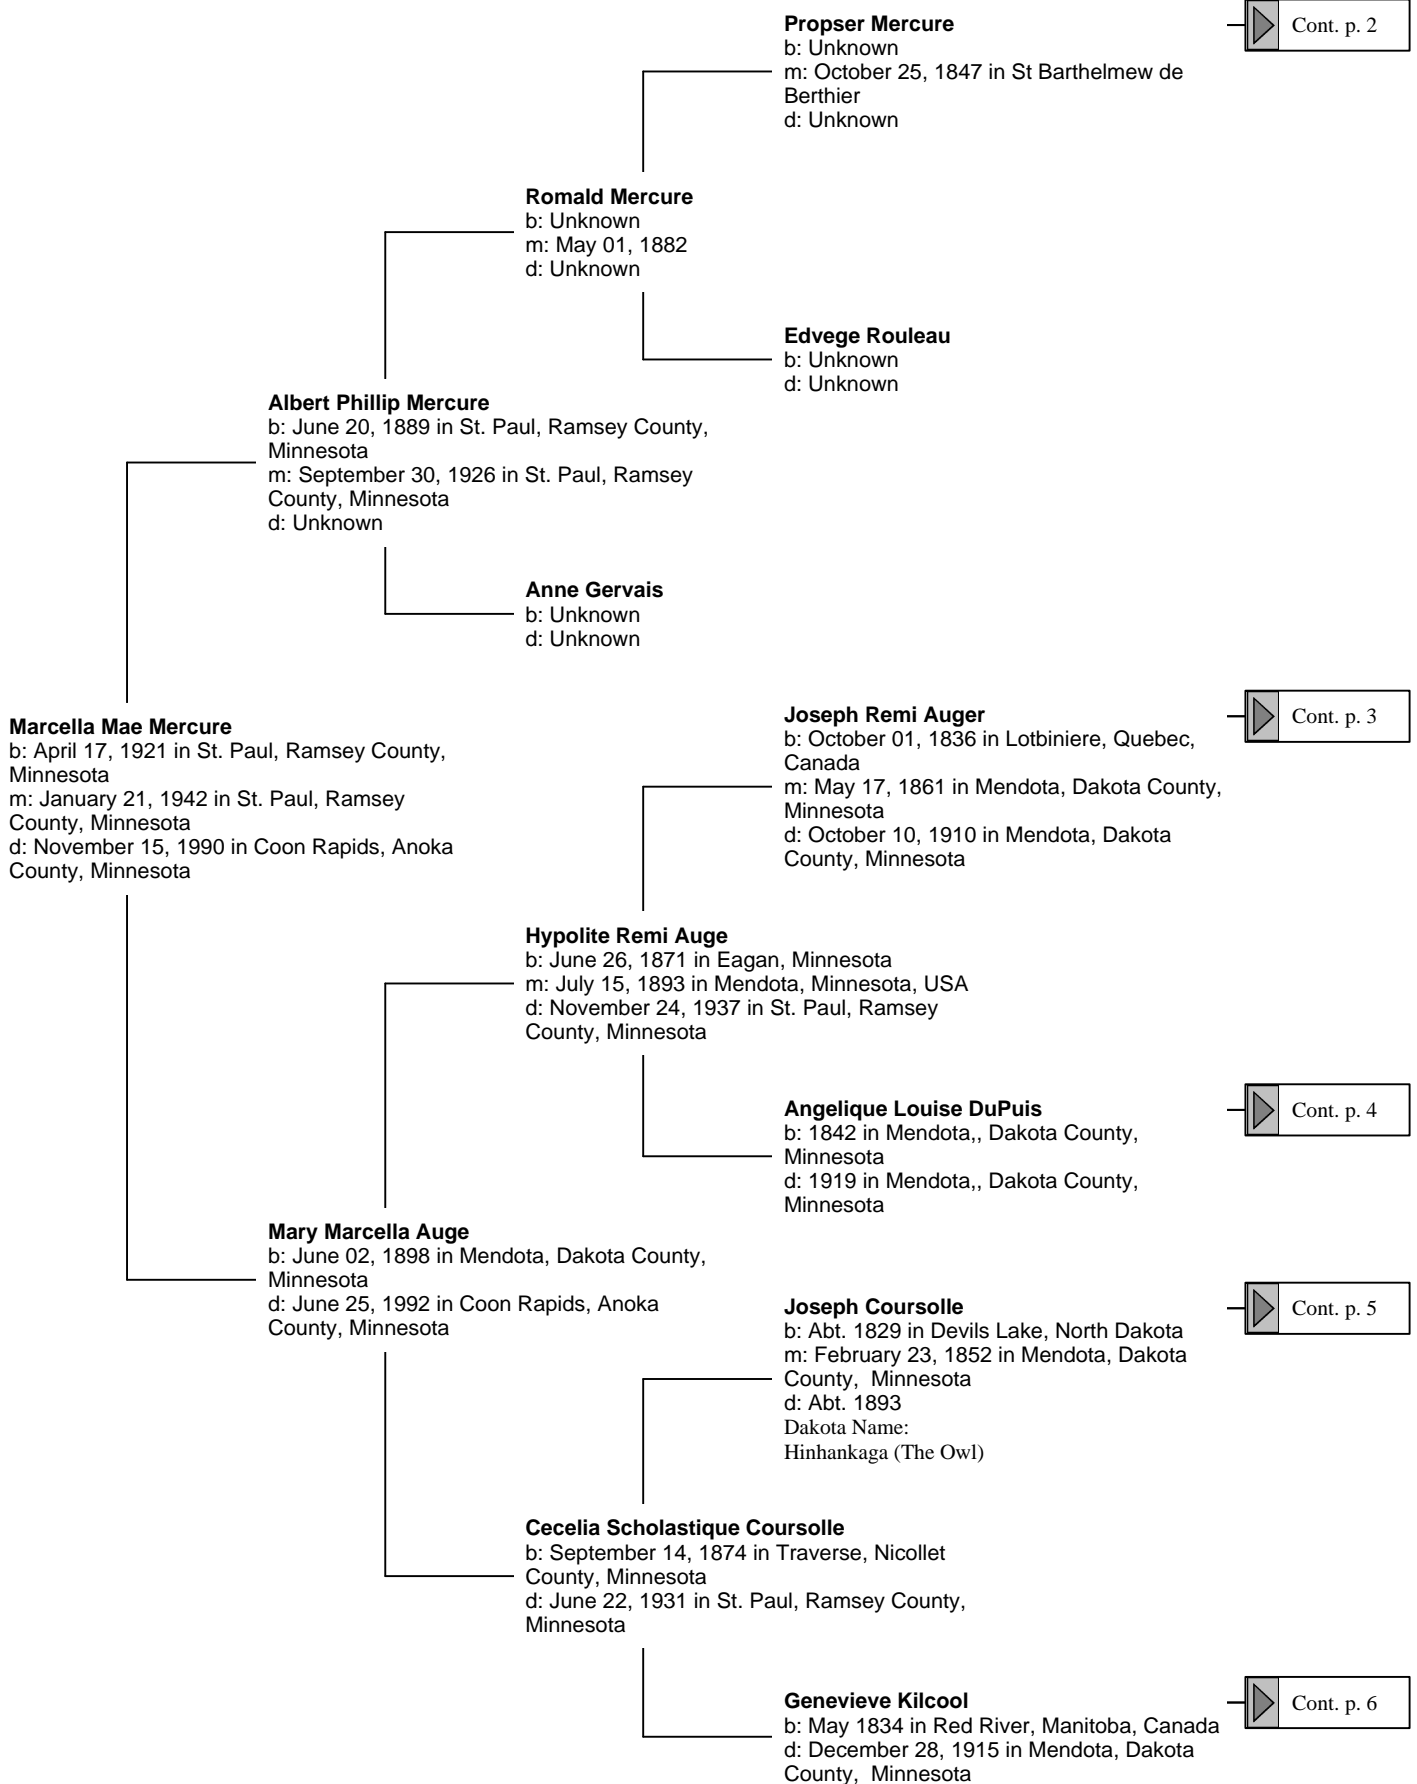 Propser Mercure
b: Unknown
m: October 25, 1847 in St Barthelmew de
Berthier
d: Unknown
Cont. p. 2
Romald Mercure
b: Unknown
m: May 01, 1882
d: Unknown
Edvege Rouleau
b: Unknown
d: Unknown
Albert Phillip Mercure
b: June 20, 1889 in St. Paul, Ramsey County,
Minnesota
m: September 30, 1926 in St. Paul, Ramsey
County, Minnesota
d: Unknown
Anne Gervais
b: Unknown
d: Unknown
Marcella Mae Mercure
b: April 17, 1921 in St. Paul, Ramsey County,
Minnesota
m: January 21, 1942 in St. Paul, Ramsey
County, Minnesota
d: November 15, 1990 in Coon Rapids, Anoka
County, Minnesota
Joseph Remi Auger
b: October 01, 1836 in Lotbiniere, Quebec,
Canada
m: May 17, 1861 in Mendota, Dakota County,
Minnesota
d: October 10, 1910 in Mendota, Dakota
County, Minnesota
Cont. p. 3
Hypolite Remi Auge
b: June 26, 1871 in Eagan, Minnesota
m: July 15, 1893 in Mendota, Minnesota, USA
d: November 24, 1937 in St. Paul, Ramsey
County, Minnesota
Angelique Louise DuPuis
b: 1842 in Mendota,, Dakota County,
Minnesota
d: 1919 in Mendota,, Dakota County,
Minnesota
Cont. p. 4
Mary Marcella Auge
b: June 02, 1898 in Mendota, Dakota County,
Minnesota
d: June 25, 1992 in Coon Rapids, Anoka
County, Minnesota
Joseph Coursolle
b: Abt. 1829 in Devils Lake, North Dakota
m: February 23, 1852 in Mendota, Dakota
County,  Minnesota
d: Abt. 1893
Dakota Name:
Hinhankaga (The Owl)
Cont. p. 5
Cecelia Scholastique Coursolle
b: September 14, 1874 in Traverse, Nicollet
County, Minnesota
d: June 22, 1931 in St. Paul, Ramsey County,
Minnesota
Genevieve Kilcool
b: May 1834 in Red River, Manitoba, Canada
d: December 28, 1915 in Mendota, Dakota
County,  Minnesota
Cont. p. 6